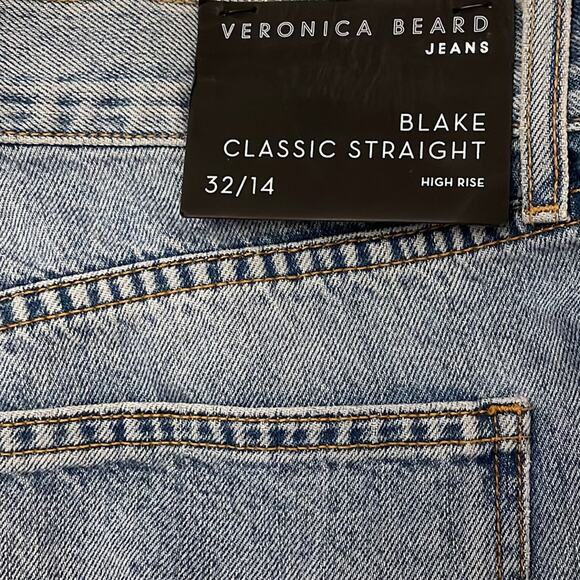 VERONICA BEARD
JEANS
BLAKE
CLASSIC STRAIGHT
32/14 HIGH RISE